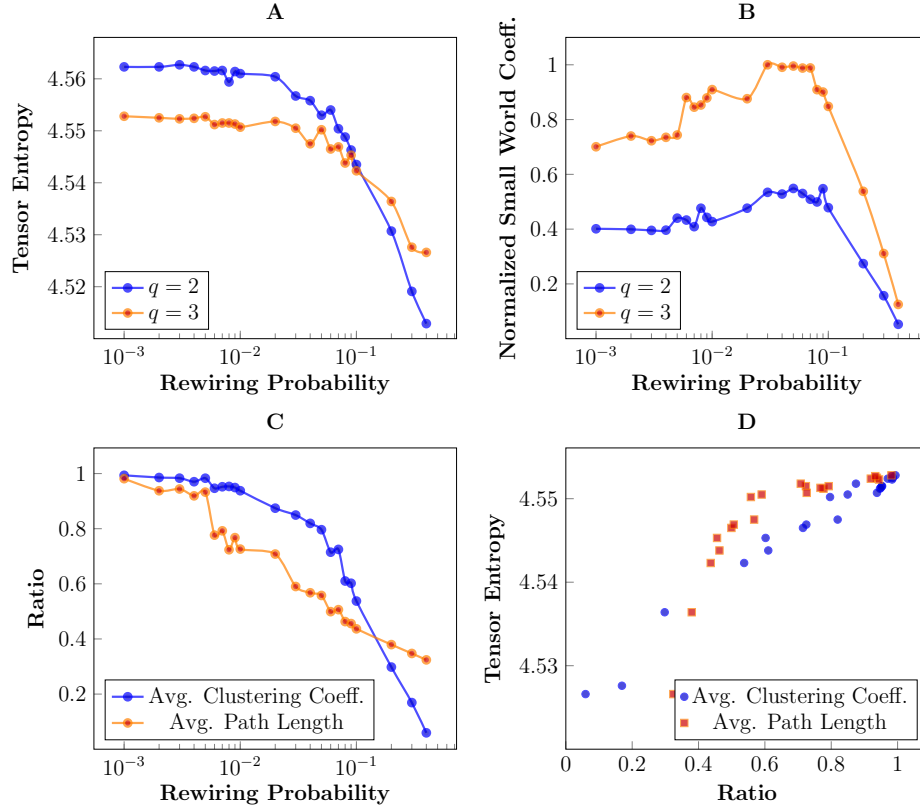 A
B
Tensor Entropy
4.56
4.55
4.54
4.53
4.52
q = 2
q = 3
10^-3
10^-2
10^-1
Rewiring Probability
Normalized Small World Coeff.
1
0.8
0.6
0.4
0.2
q = 2
q = 3
10^-3
10^-2
10^-1
Rewiring Probability
C
D
Ratio
1
0.8
0.6
0.4
0.2
Avg. Clustering Coeff.
Avg. Path Length
10^-3
10^-2
10^-1
Rewiring Probability
Tensor Entropy
4.55
4.54
4.53
Avg. Clustering Coeff.
Avg. Path Length
0
0.2
0.4
0.6
0.8
1
Ratio